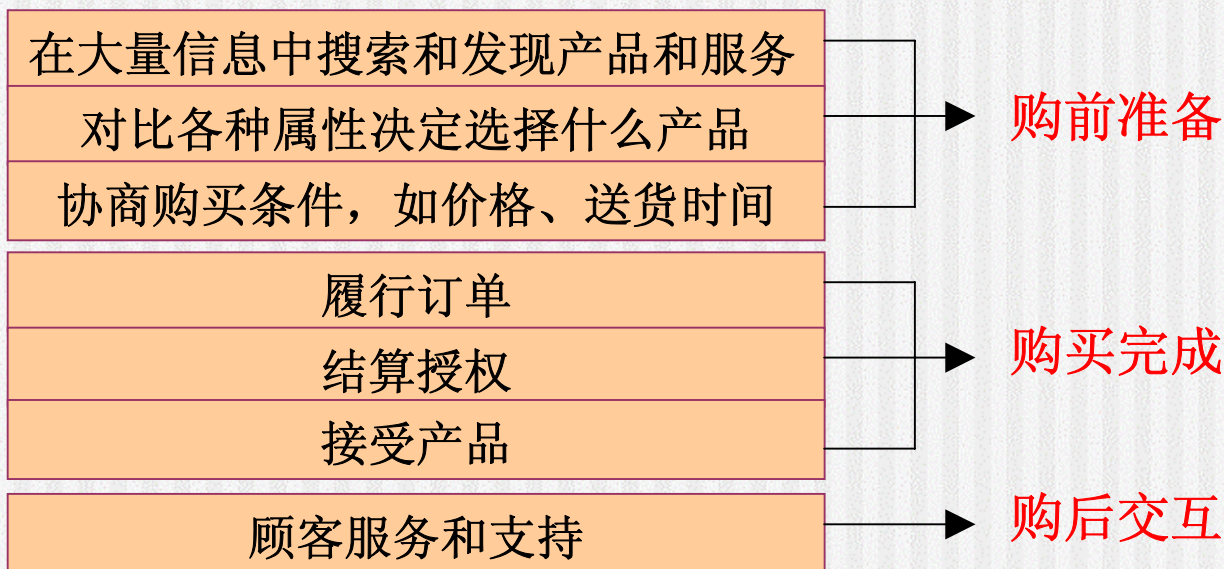 在大量信息中搜索和发现产品和服务
对比各种属性决定选择什么产品
购前准备
协商购买条件，如价格、送货时间
履行订单
结算授权
购买完成
接受产品
顾客服务和支持
购后交互